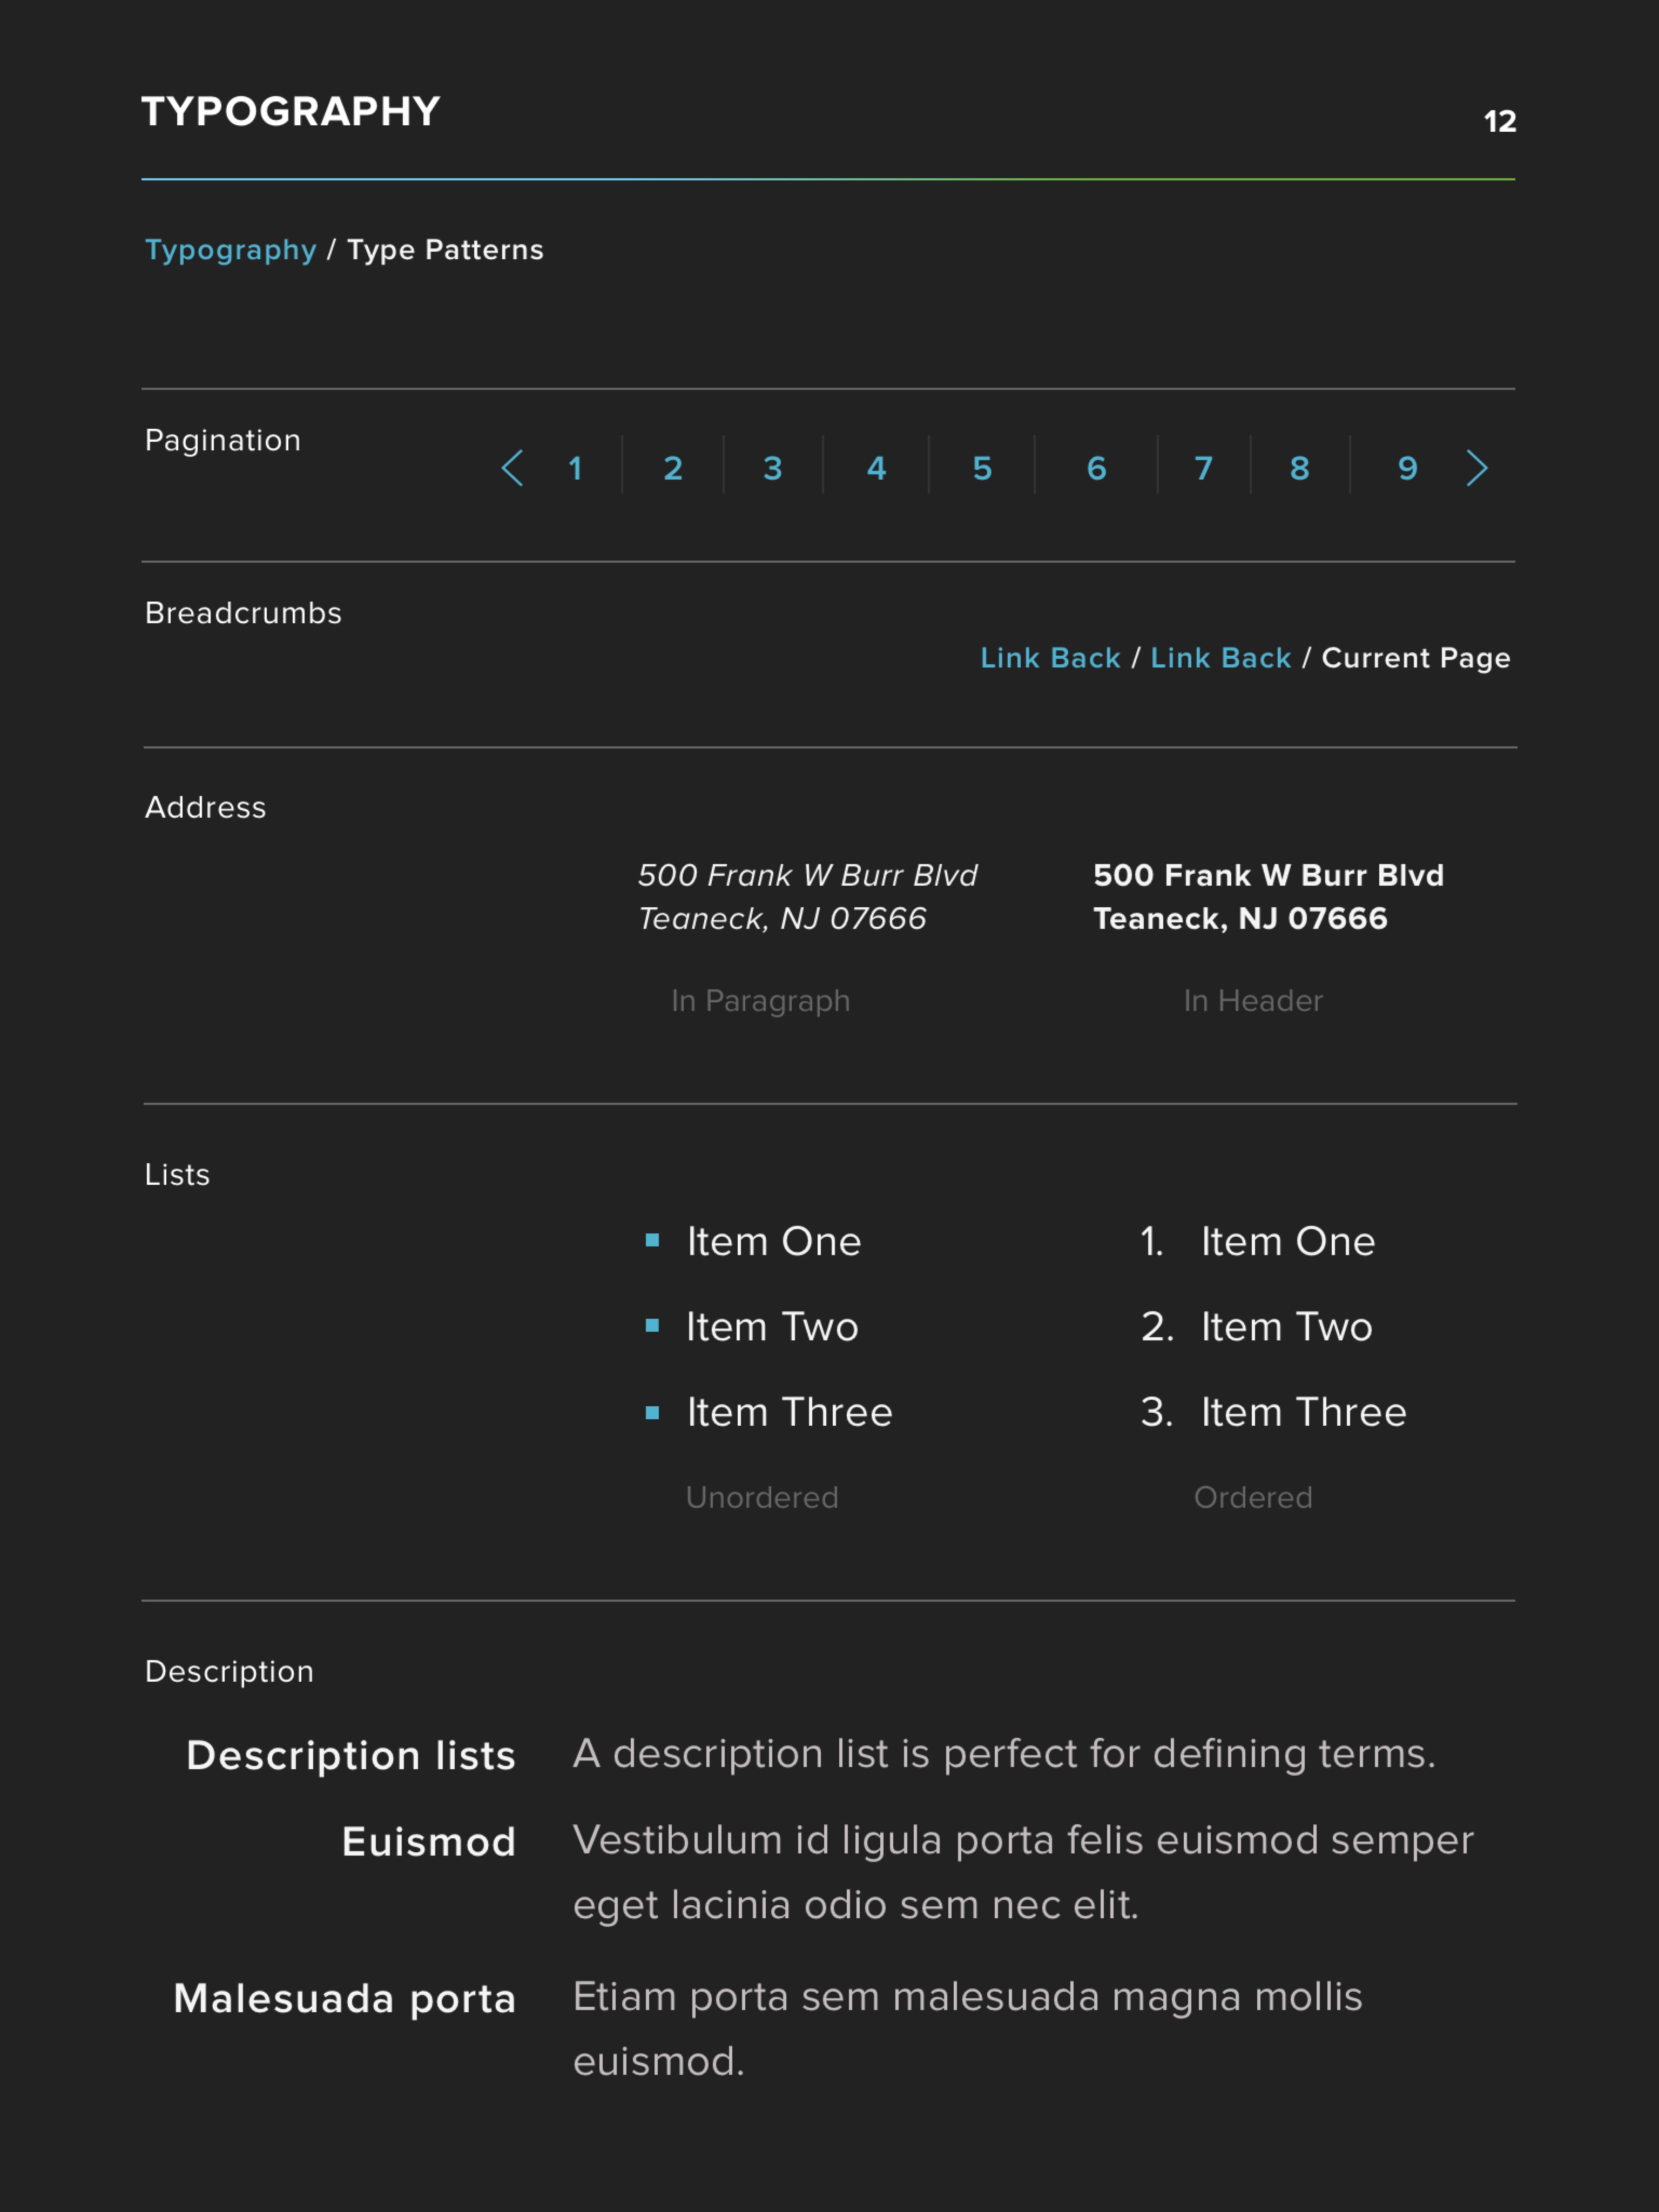 TYPOGRAPHY
12
Typography / Type Patterns
Pagination
1 2 3 4 5 6 7 8 9
Breadcrumbs
Link Back / Link Back / Current Page
Address
500 Frank W Burr Blvd
Teaneck, NJ 07666
In Paragraph
500 Frank W Burr Blvd
Teaneck, NJ 07666
In Header
Lists
Item One
Item Two
Item Three
Unordered
1. Item One
2. Item Two
3. Item Three
Ordered
Description
Description lists
A description list is perfect for defining terms.
Euismod
Vestibulum id ligula porta felis euismod semper
eget lacinia odio sem nec elit.
Malesuada porta
Etiam porta sem malesuada magna mollis
euismod.